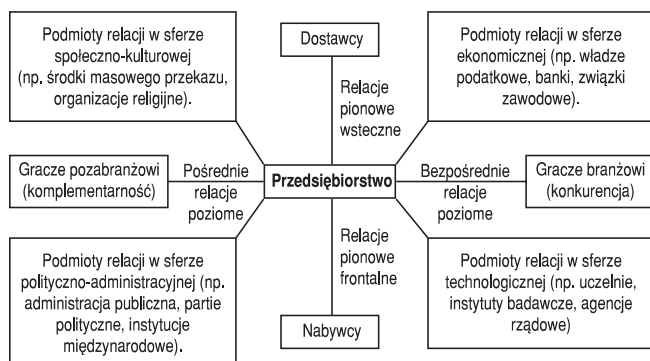 Podmioty relacji w sferze
społeczno-kulturowej
(np. środki masowego przekazu,
organizacje religijne).
Dostawcy
Podmioty relacji w sferze
ekonomicznej (np. władze
podatkowe, banki, związki
zawodowe).
Relacje
pionowe
wsteczne
Gracze pozabranżowi
(komplementarność)
Pośrednie
relacje
poziome
Przedsiębiorstwo
Bezpośrednie
relacje
poziome
Gracze branżowi
(konkurencja)
Podmioty relacji w sferze
polityczno-administracyjnej (np.
administracja publiczna, partie
polityczne, instytucje
międzynarodowe).
Relacje
pionowe
frontalne
Nabywcy
Podmioty relacji w sferze
technologicznej (np. uczelnie,
instytuty badawcze, agencje
rządowe)